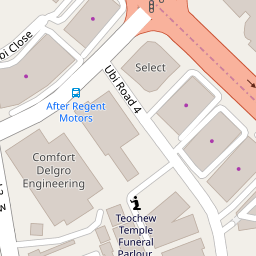 bi Close
Select
Ubi Road 4
After Regent
Motors
Comfort
Delgro
Engineering
Teochew
Temple
Funeral
Parlour